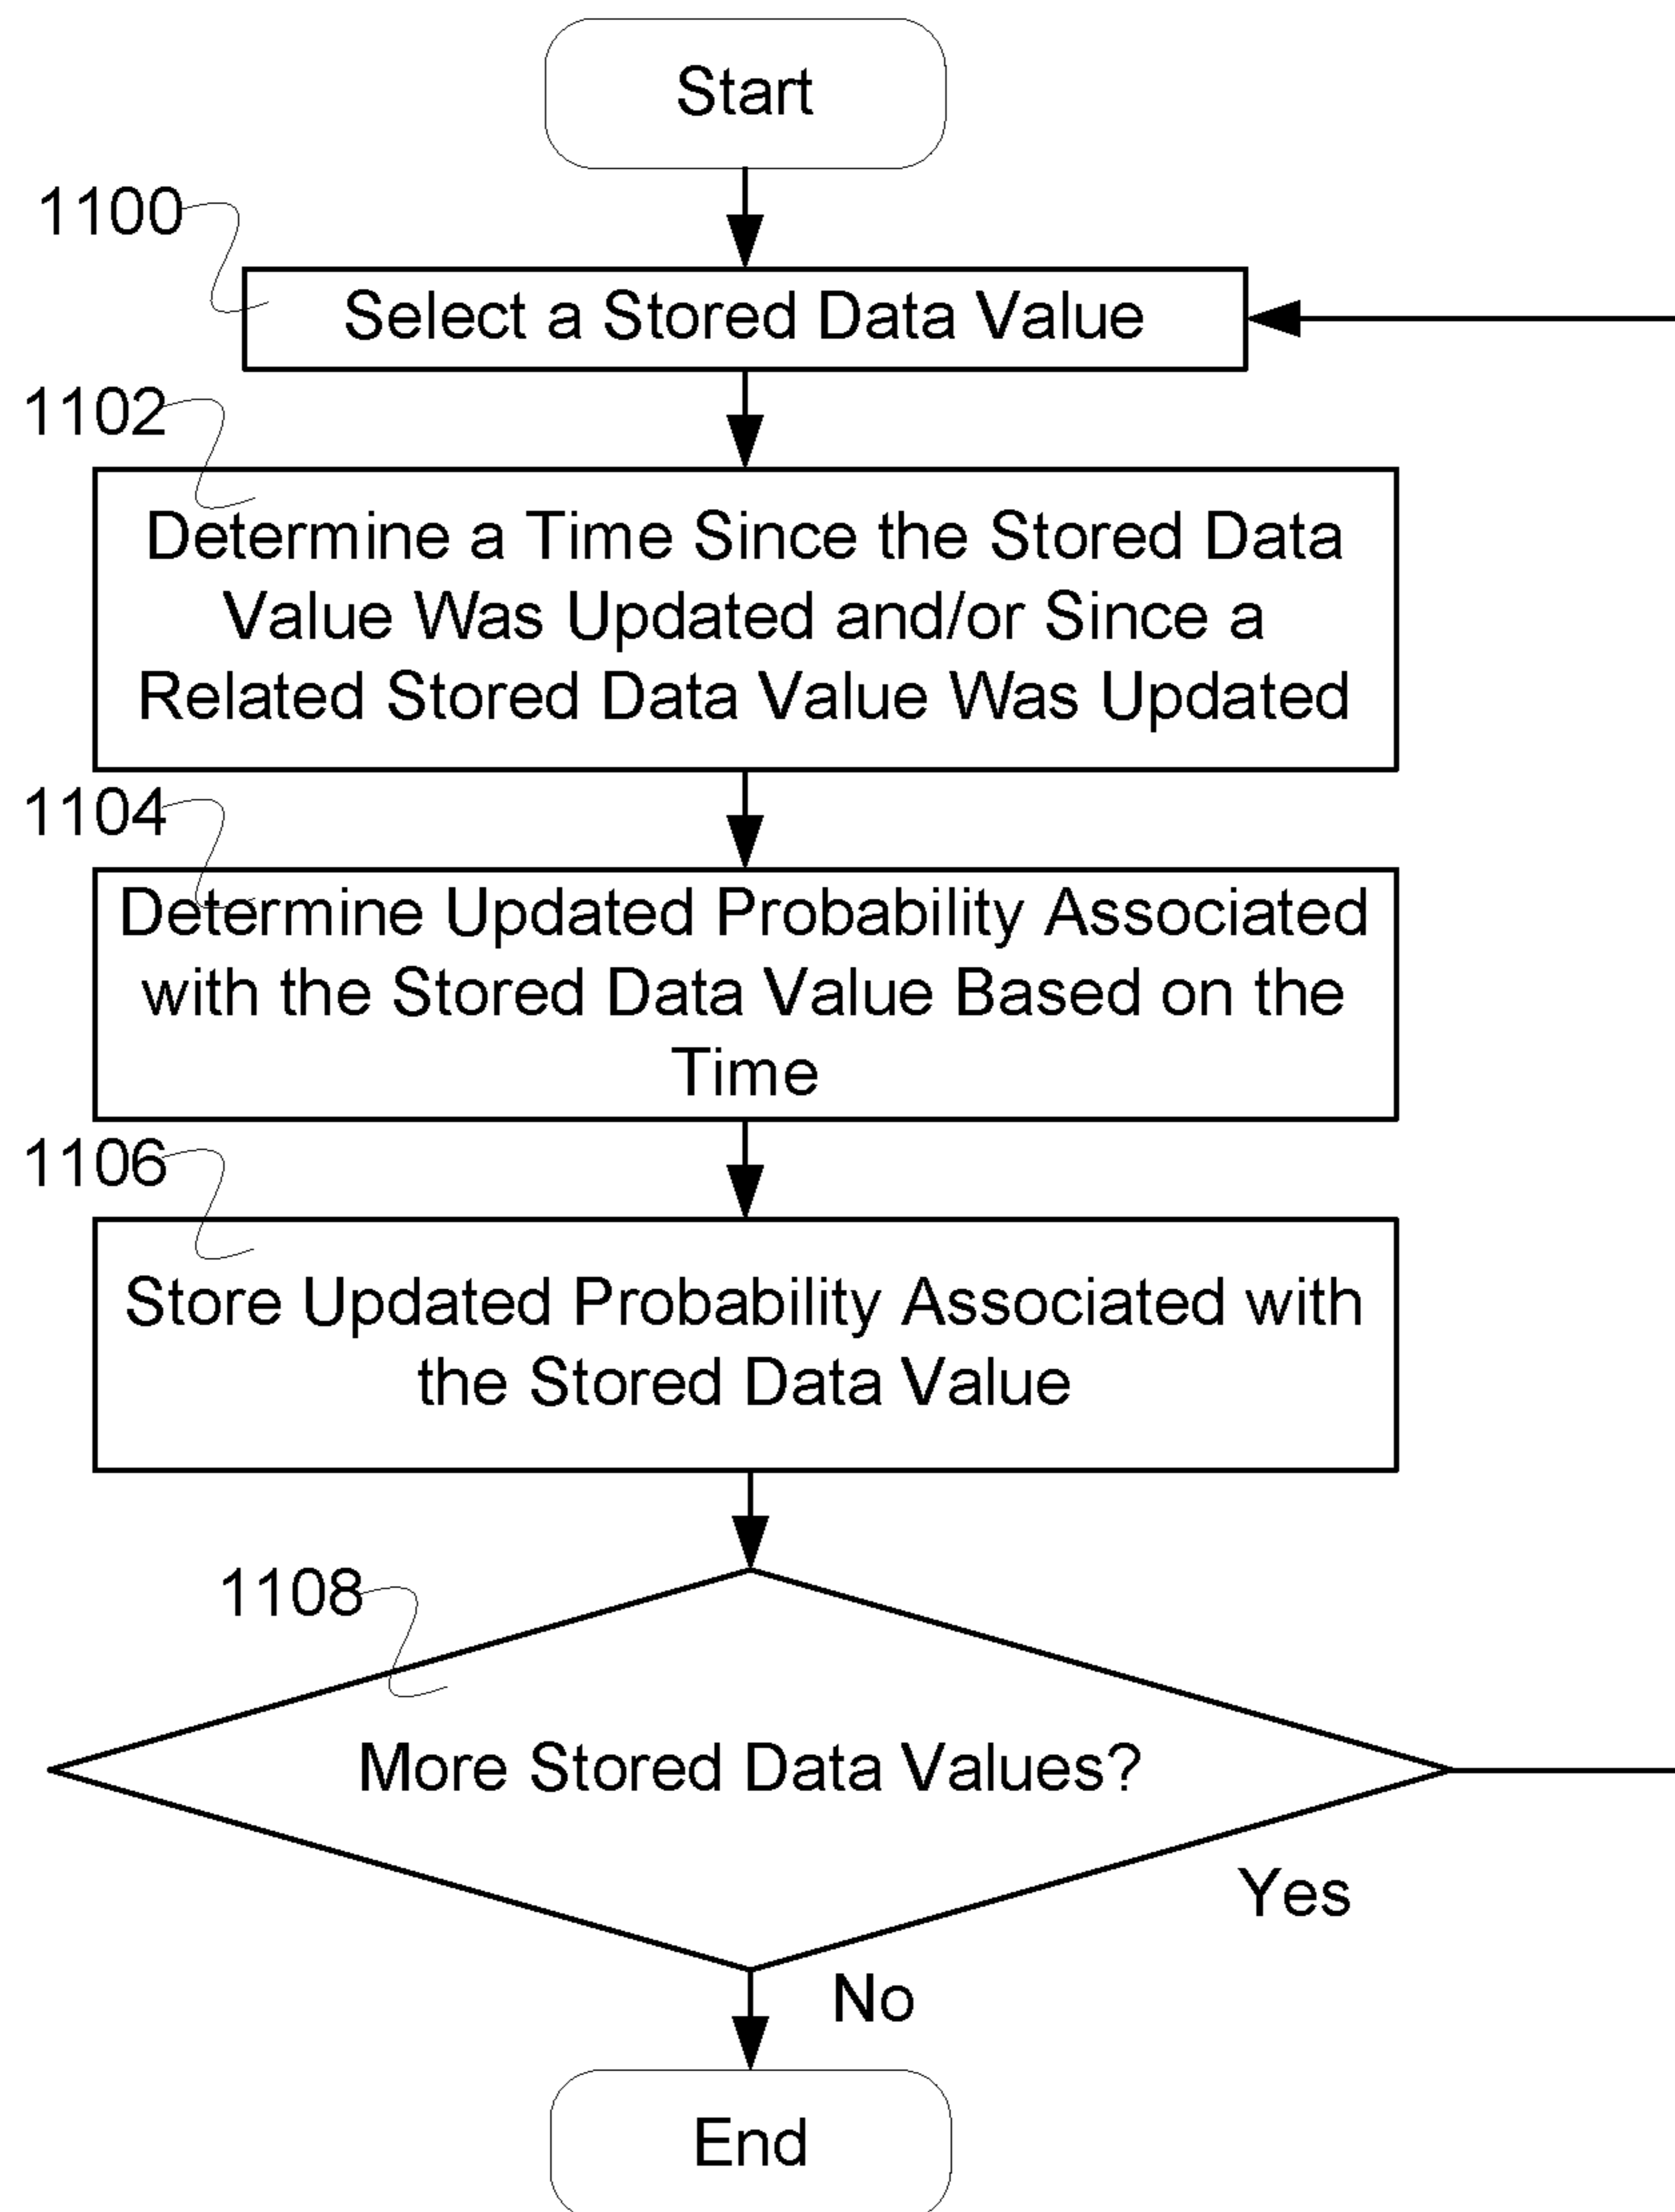 Start
1100
Select a Stored Data Value
1102
Determine a Time Since the Stored Data
Value Was Updated and/or Since a
Related Stored Data Value Was Updated
1104
Determine Updated Probability Associated
with the Stored Data Value Based on the
Time
1106
Store Updated Probability Associated with
the Stored Data Value
1108
More Stored Data Values?
Yes
No
End